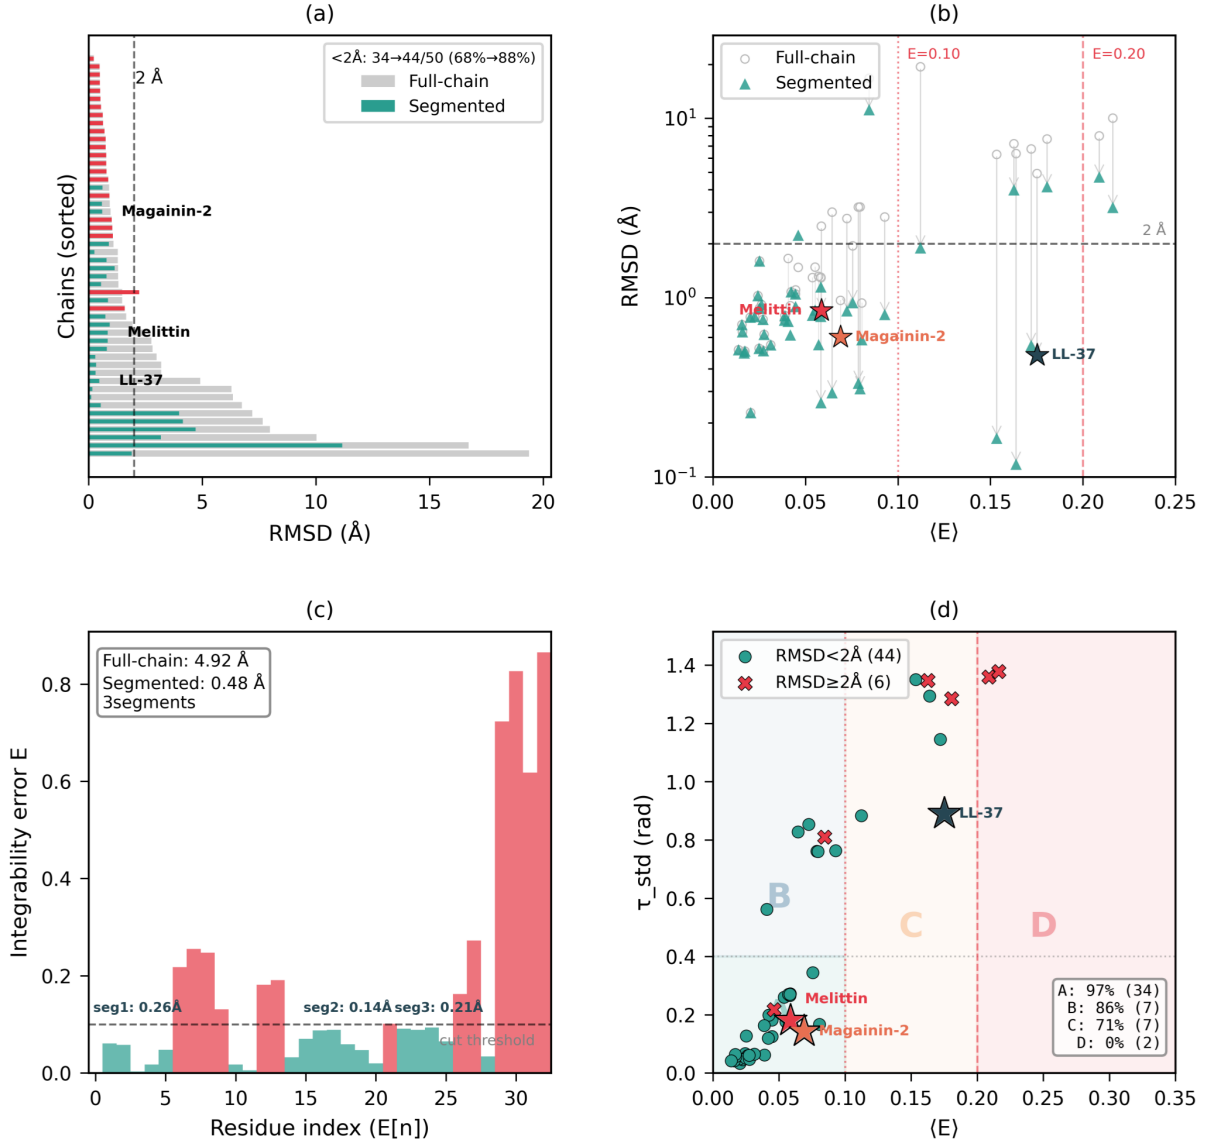 (a)
<2Å: 34→44/50 (68%→88%)
Full-chain
Segmented
2 Å
Magainin-2
Melittin
LL-37
Chains (sorted)
0
5
10
15
20
RMSD (Å)
(b)
Full-chain
Segmented
E=0.10
E=0.20
2 Å
Melittin
Magainin-2
LL-37
RMSD (Å)
10¹
10⁰
10⁻¹
0.00
0.05
0.10
0.15
0.20
0.25
⟨E⟩
(c)
Full-chain: 4.92 Å
Segmented: 0.48 Å
3segments
seg1: 0.26Å
seg2: 0.14Å
seg3: 0.21Å
cut threshold
Integrability error E
0.8
0.6
0.4
0.2
0.0
0
5
10
15
20
25
30
Residue index (E[n])
(d)
RMSD<2Å (44)
RMSD≥2Å (6)
LL-37
B
C
D
Melittin
Magainin-2
A: 97% (34)
B: 86% (7)
C: 71% (7)
D: 0% (2)
τ_std (rad)
1.4
1.2
1.0
0.8
0.6
0.4
0.2
0.0
0.00
0.05
0.10
0.15
0.20
0.25
0.30
0.35
⟨E⟩